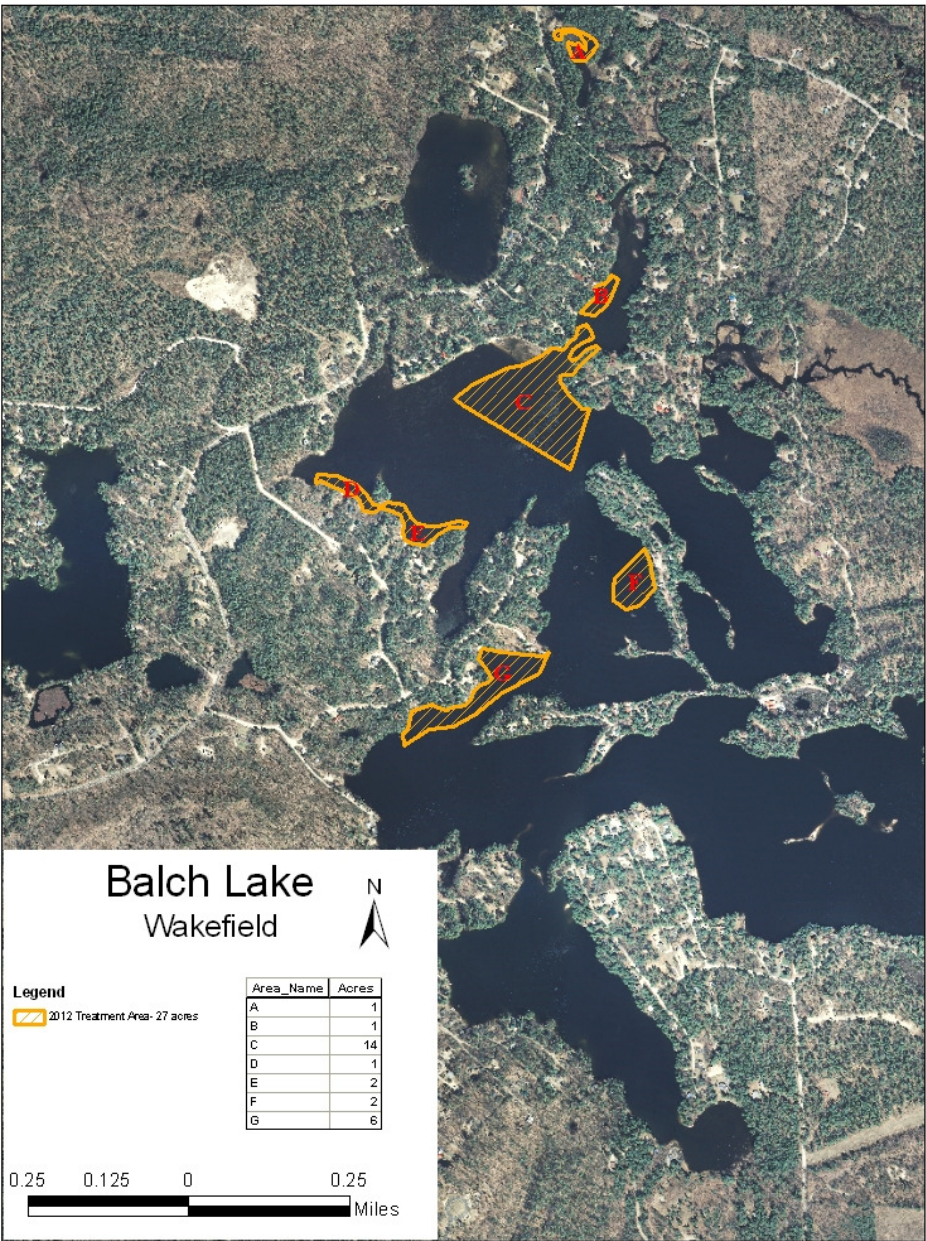 A
B
C
D
E
F
G
Balch Lake
Wakefield
N
Legend
2012 Treatment Area- 27 acres
Area_Name Acres
A 1
B 1
C 14
D 1
E 2
F 2
G 6
0.25 0.125 0 0.25
Miles